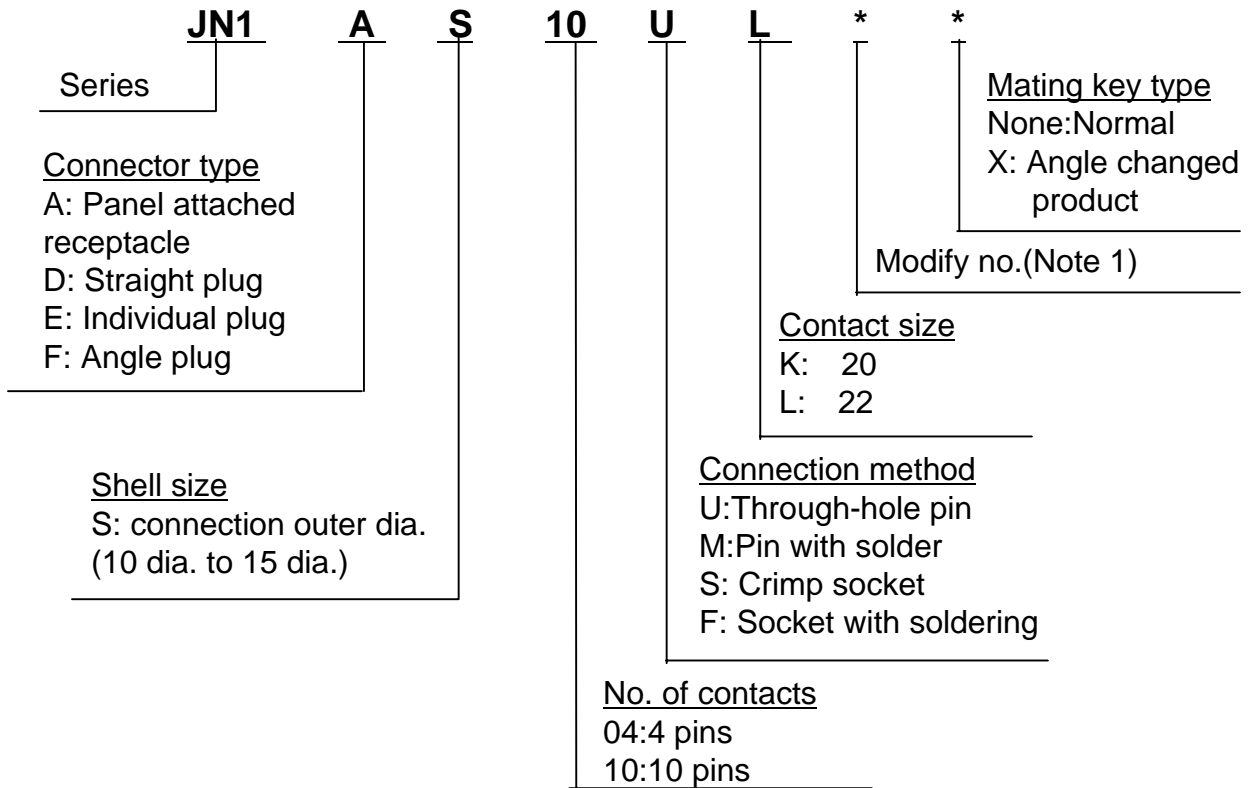 JN1 A S 10 U L * *
Series
Mating key type
None:Normal
X: Angle changed
product
Connector type
A: Panel attached
receptacle
D: Straight plug
E: Individual plug
F: Angle plug
Modify no.(Note 1)
Contact size
K: 20
L: 22
Shell size
S: connection outer dia.
(10 dia. to 15 dia.)
Connection method
U:Through-hole pin
M:Pin with solder
S: Crimp socket
F: Socket with soldering
No. of contacts
04:4 pins
10:10 pins